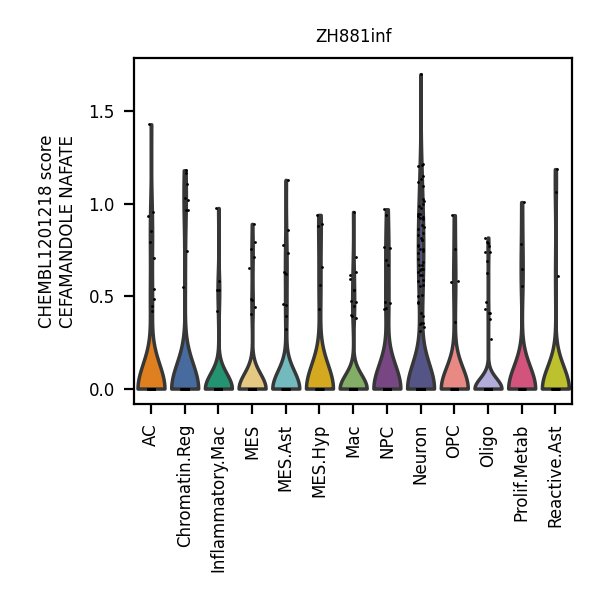 ZH881inf
CHEMBL1201218 score
CEFAMANDOLE NAFATE
1.5
1.0
0.5
0.0
AC
Chromatin.Reg
Inflammatory.Mac
MES
MES.Ast
MES.Hyp
Mac
NPC
Neuron
OPC
Oligo
Prolif.Metab
Reactive.Ast